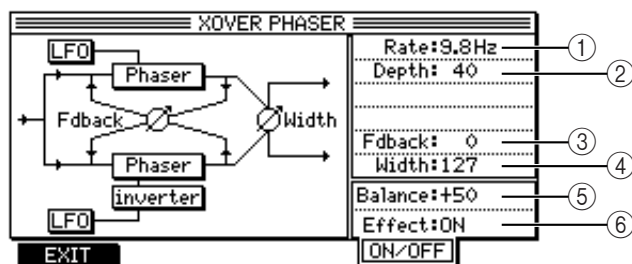 XOVER PHASER
LFO
Phaser
Fdback
Width
Phaser
inverter
LFO
Rate:9.8Hz ①
Depth: 40 ②
Fdback: 0 ③
Width:127 ④
Balance:+50 ⑤
Effect:ON ⑥
EXIT
ON/OFF